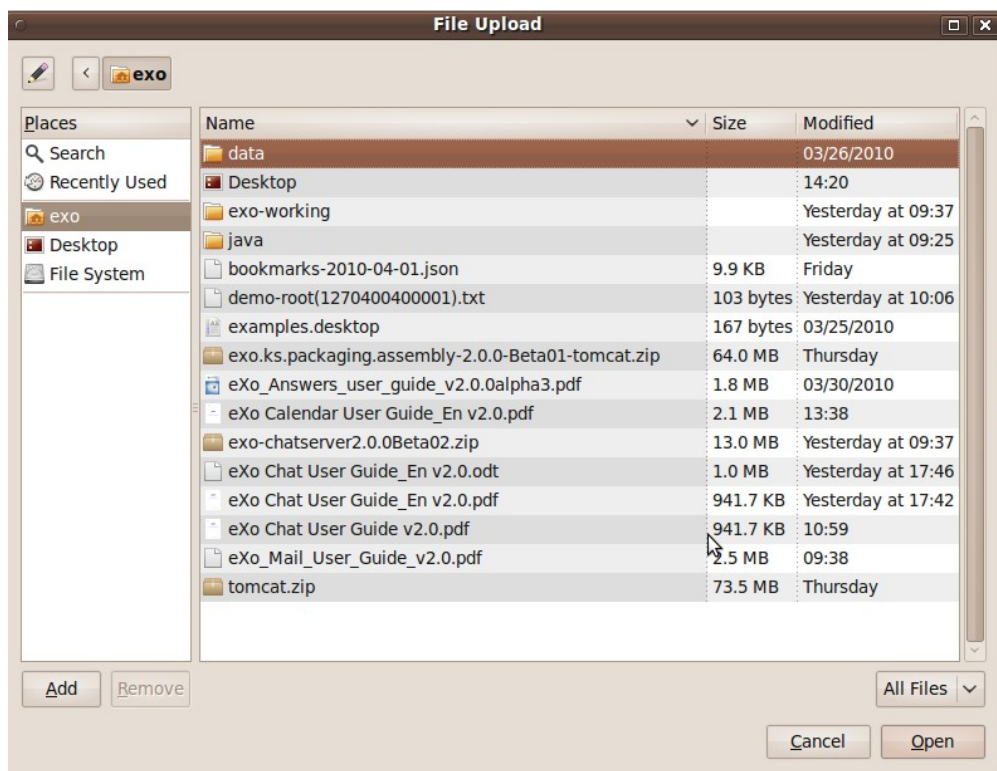 File Upload
exo
Places
Search
Recently Used
exo
Desktop
File System
Name Size Modified
data 03/26/2010
Desktop 14:20
exo-working Yesterday at 09:37
java Yesterday at 09:25
bookmarks-2010-04-01.json 9.9 KB Friday
demo-root(1270400400001).txt 103 bytes Yesterday at 10:06
examples.desktop 167 bytes 03/25/2010
exo.ks.packaging.assembly-2.0.0-Beta01-tomcat.zip 64.0 MB Thursday
eXo_Answers_user_guide_v2.0.0alpha3.pdf 1.8 MB 03/30/2010
eXo Calendar User Guide_En v2.0.pdf 2.1 MB 13:38
exo-chatserver2.0.0Beta02.zip 13.0 MB Yesterday at 09:37
eXo Chat User Guide_En v2.0.odt 1.0 MB Yesterday at 17:46
eXo Chat User Guide_En v2.0.pdf 941.7 KB Yesterday at 17:42
eXo Chat User Guide v2.0.pdf 941.7 KB 10:59
eXo_Mail_User_Guide_v2.0.pdf 2.5 MB 09:38
tomcat.zip 73.5 MB Thursday
Add Remove All Files
Cancel Open